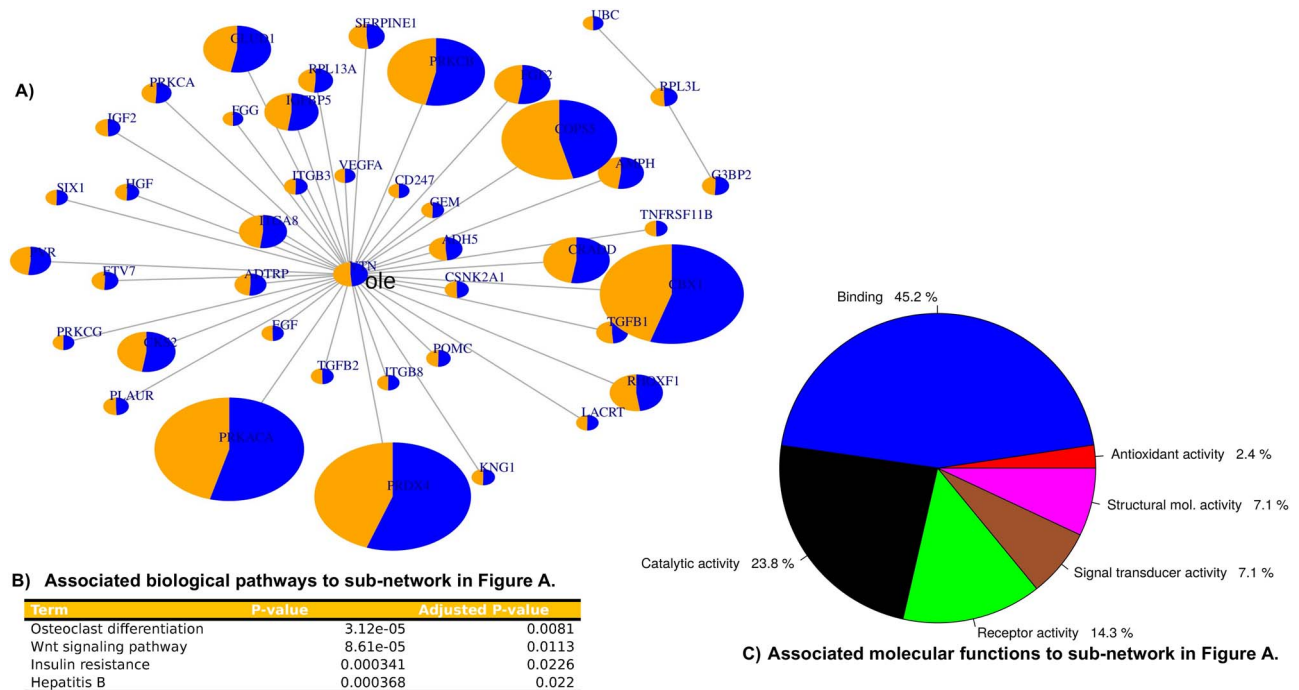 A)
UBC
SERPINE1
RPL13A
PRKCA
RPL3L
IGFBP5
FGG
IGF2
COPS5
VEGFA
ITGB3
CD247
G3BP2
HGF
SIX1
GEM
TNFRSF11B
ITGA8
ADH5
CRADD
ole
ETV7
ADTRP
CSNK2A1
CBX1
PRKCG
EGF
TGFB1
POMC
TGFB2
ITGB8
PLAUR
LACRT
PRKACA
KNG1
B) Associated biological pathways to sub-network in Figure A.
Term P-value Adjusted P-value
Osteoclast differentiation 3.12e-05 0.0081
Wnt signaling pathway 8.61e-05 0.0113
Insulin resistance 0.000341 0.0226
Hepatitis B 0.000368 0.022
Binding 45.2 %
Antioxidant activity 2.4 %
Structural mol. activity 7.1 %
Signal transducer activity 7.1 %
Catalytic activity 23.8 %
Receptor activity 14.3 %
C) Associated molecular functions to sub-network in Figure A.